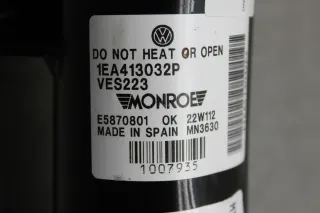 DO NOT HEAT OR OPEN
1EA413032P
VES223
MONROE
E5870801 OK 22W112
MADE IN SPAIN MN3630
1007935